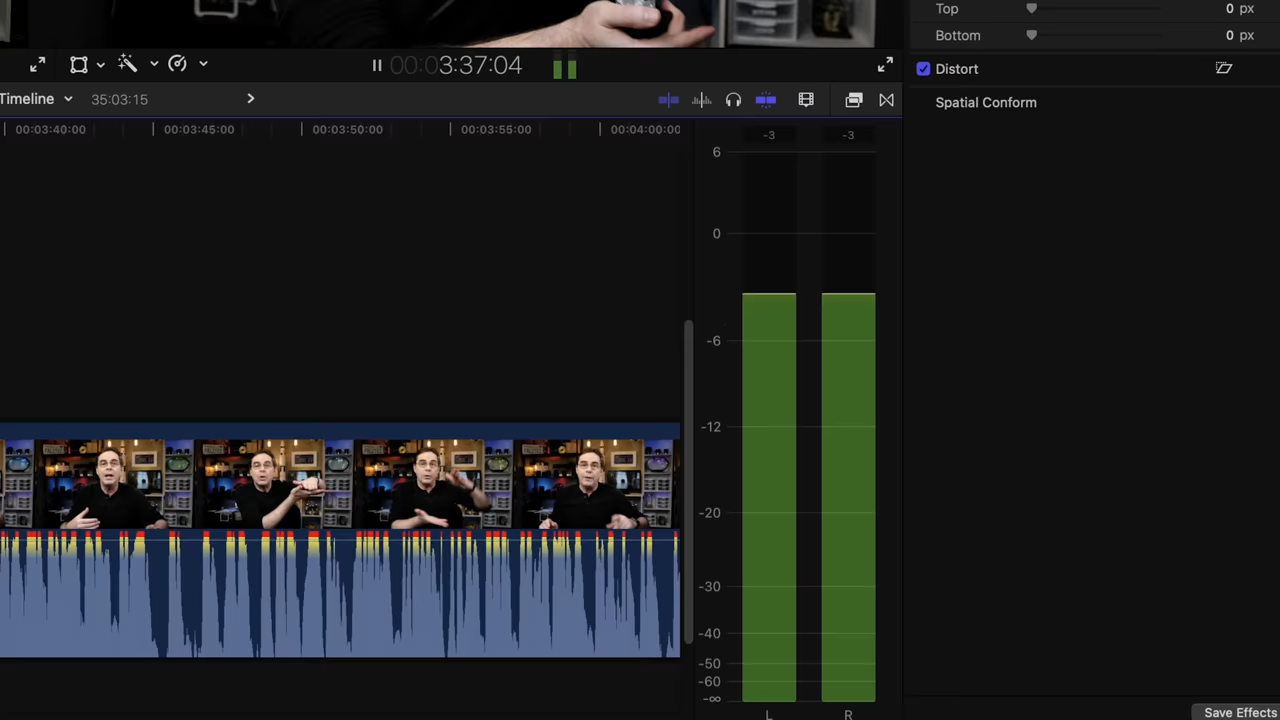 Top 0 px
Bottom 0 px
00:03:37:04
Distort
Timeline 35:03:15
Spatial Conform
00:03:40:00 00:03:45:00 00:03:50:00 00:03:55:00 00:04:00:00
-3 -3
6
0
-6
-12
-20
-30
-40
-50
-60
-∞
L R
Save Effects